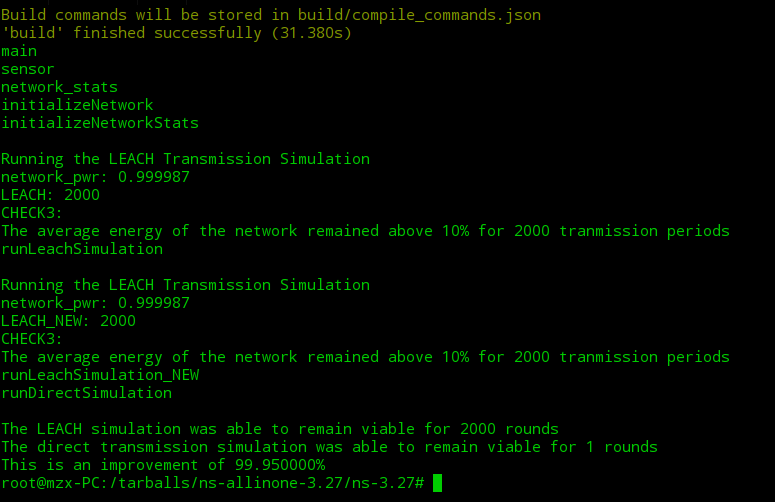 Build commands will be stored in build/compile_commands.json
'build' finished successfully (31.380s)
main
sensor
network_stats
initializeNetwork
initializeNetworkStats
Running the LEACH Transmission Simulation
network_pwr: 0.999987
LEACH: 2000
CHECK3:
The average energy of the network remained above 10% for 2000 tranmission periods
runLeachSimulation
Running the LEACH Transmission Simulation
network_pwr: 0.999987
LEACH_NEW: 2000
CHECK3:
The average energy of the network remained above 10% for 2000 tranmission periods
runLeachSimulation_NEW
runDirectSimulation
The LEACH simulation was able to remain viable for 2000 rounds
The direct transmission simulation was able to remain viable for 1 rounds
This is an improvement of 99.950000%
root@mzx-PC:/tarballs/ns-allinone-3.27/ns-3.27#